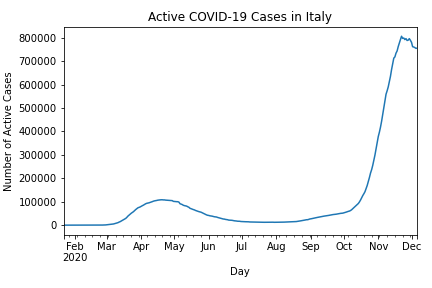 Active COVID-19 Cases in Italy
Number of Active Cases
800000
700000
600000
500000
400000
300000
200000
100000
0
Feb Mar Apr May Jun Jul Aug Sep Oct Nov Dec
2020
Day